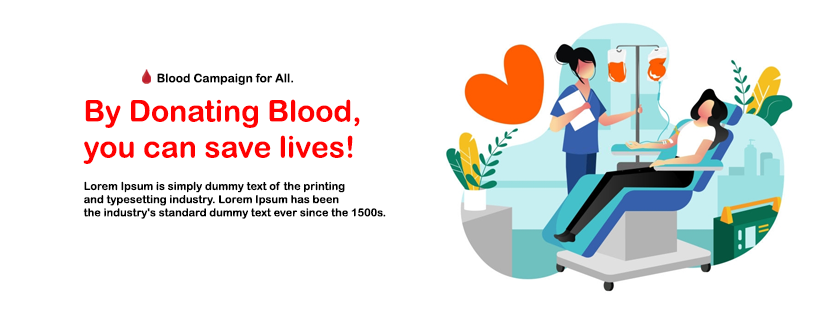 Blood Campaign for All.
By Donating Blood,
you can save lives!
Lorem Ipsum is simply dummy text of the printing
and typesetting industry. Lorem Ipsum has been
the industry's standard dummy text ever since the 1500s.